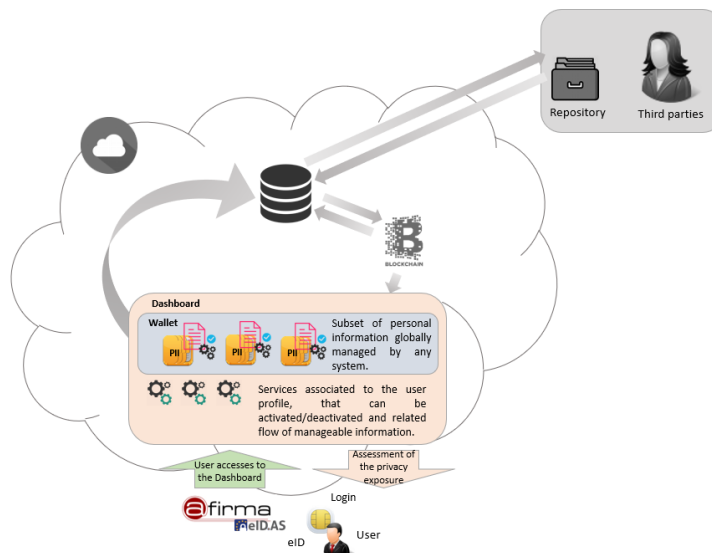 Repository
Third parties
BLOCKCHAIN
Dashboard
Wallet
PII
PII
PII
Subset of personal
information globally
managed by any
system.
Services associated to the user
profile, that can be
activated/deactivated and related
flow of manageable information.
User accesses to
the Dashboard
Assessment of
the privacy
exposure
@firma
eID.AS
Login
eID
User